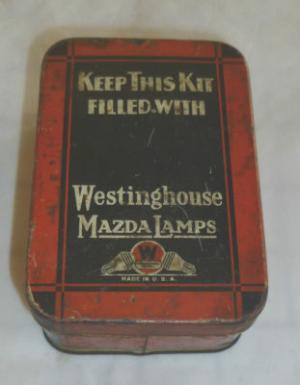 KEEP THIS KIT
FILLED WITH
Westinghouse
MAZDA LAMPS
W
MADE IN U.S.A.